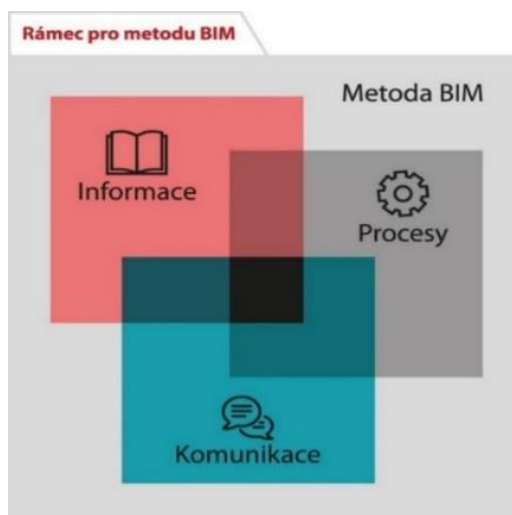 Rámec pro metodu BIM
Metoda BIM
Informace
Procesy
Komunikace